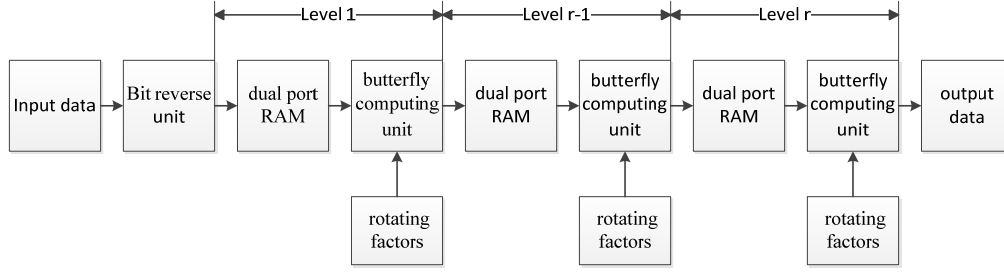 Level 1
Level r-1
Level r
Input data
Bit reverse
unit
dual port
RAM
butterfly
computing
unit
dual port
RAM
butterfly
computing
unit
dual port
RAM
butterfly
computing
unit
output
data
rotating
factors
rotating
factors
rotating
factors